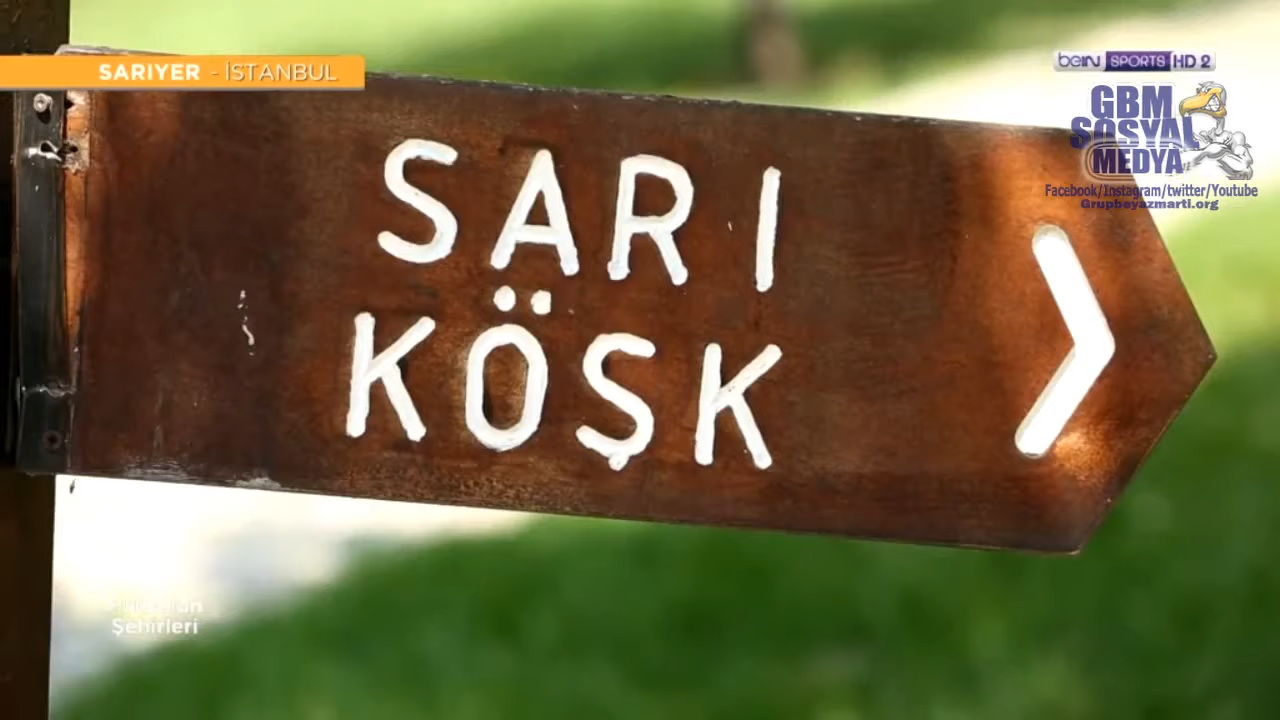 SARIYER - İSTANBUL
beIN SPORTS HD 2
GBM
SOSYAL
MEDYA
Facebook/Instagram/twitter/Youtube
Grupbeyazmarti.org
SARI
KÖŞK
Şehirleri